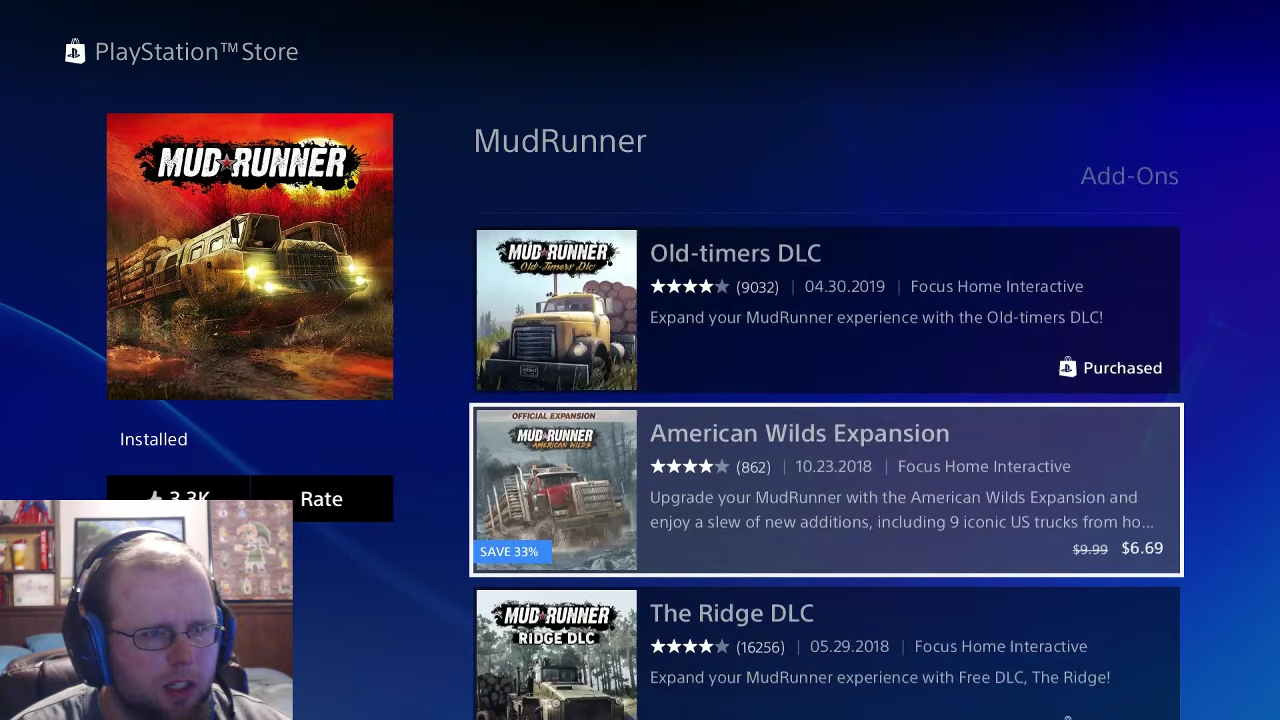 PlayStation™Store
MUDRUNNER
Installed
3.3K
Rate
MudRunner
Add-Ons
MUDRUNNER
Old-Timers Dlc
Old-timers DLC
(9032) | 04.30.2019 | Focus Home Interactive
Expand your MudRunner experience with the Old-timers DLC!
Purchased
OFFICIAL EXPANSION
MUDRUNNER
AMERICAN WILDS
SAVE 33%
American Wilds Expansion
(862) | 10.23.2018 | Focus Home Interactive
Upgrade your MudRunner with the American Wilds Expansion and
enjoy a slew of new additions, including 9 iconic US trucks from ho...
$9.99 $6.69
MUDRUNNER
RIDGE DLC
The Ridge DLC
(16256) | 05.29.2018 | Focus Home Interactive
Expand your MudRunner experience with Free DLC, The Ridge!